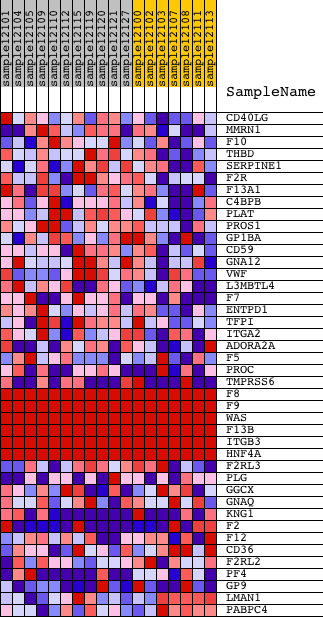 sample12101
sample12104
sample12105
sample12109
sample12110
sample12112
sample12115
sample12119
sample12120
sample12121
sample12127
sample12100
sample12102
sample12103
sample12107
sample12108
sample12111
sample12113
SampleName
CD40LG
MMRN1
F10
THBD
SERPINE1
F2R
F13A1
C4BPB
PLAT
PROS1
GP1BA
CD59
GNA12
VWF
L3MBTL4
F7
ENTPD1
TFPI
ITGA2
ADORA2A
F5
PROC
TMPRSS6
F8
F9
WAS
F13B
ITGB3
HNF4A
F2RL3
PLG
GGCX
GNAQ
KNG1
F2
F12
CD36
F2RL2
PF4
GP9
LMAN1
PABPC4